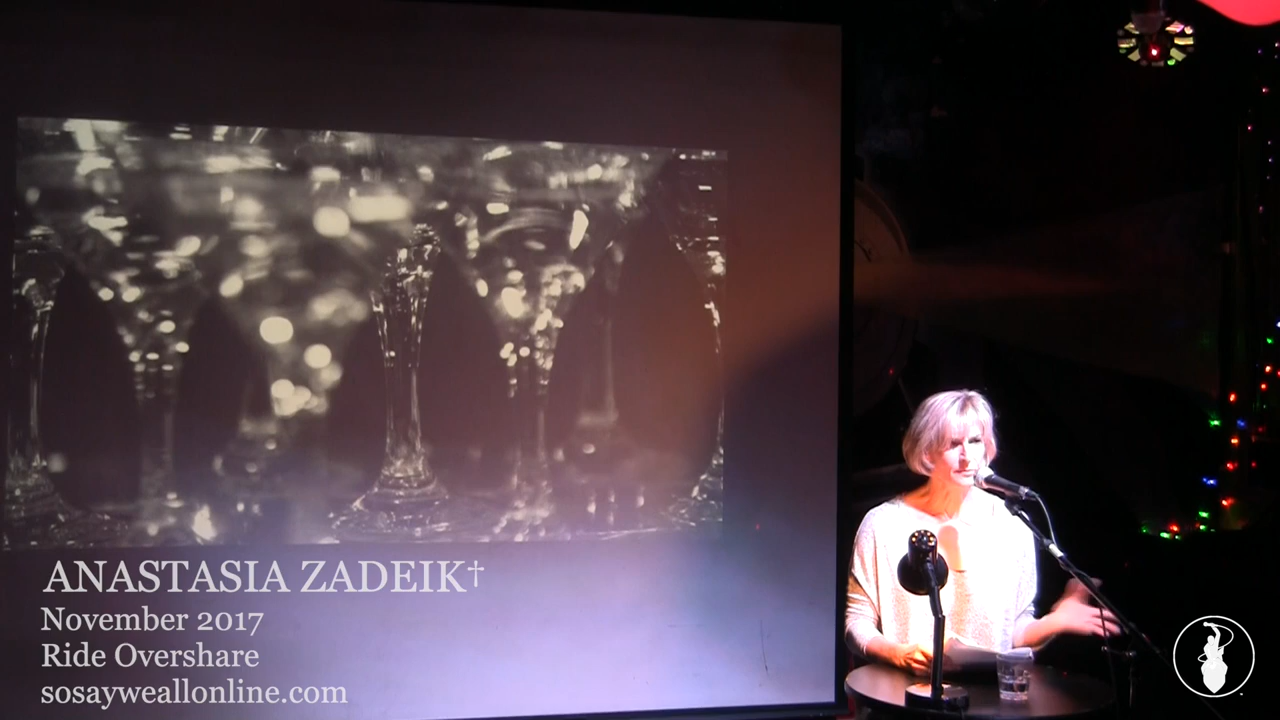 ANASTASIA ZADEIK†
November 2017
Ride Overshare
sosayweallonline.com